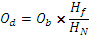 O_d = O_b × H_f / H_N